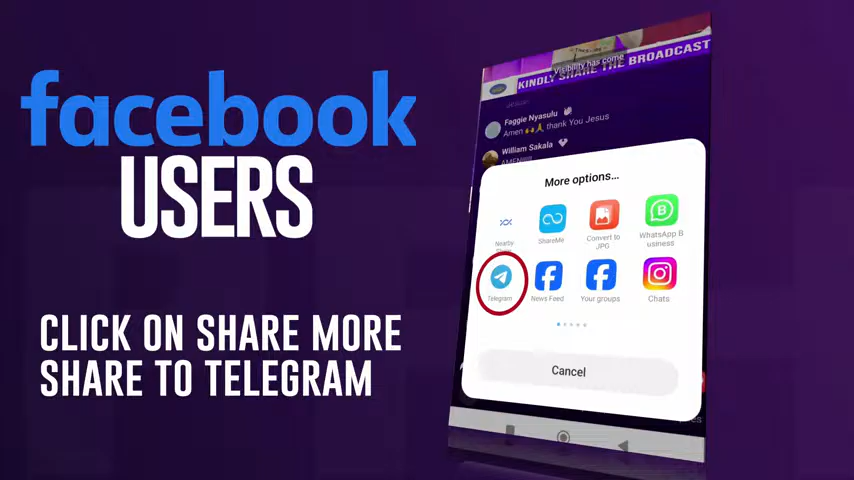 facebook
USERS
CLICK ON SHARE MORE
SHARE TO TELEGRAM
Visibility has come
KINDLY SHARE THE BROADCAST
Faggie Nyasulu
Amen 🙌🙏 thank You Jesus
William Sakala
More options...
Nearby
ShareMe
Convert to
JPG
WhatsApp B
usiness
Telegram
News Feed
Your groups
Chats
Cancel